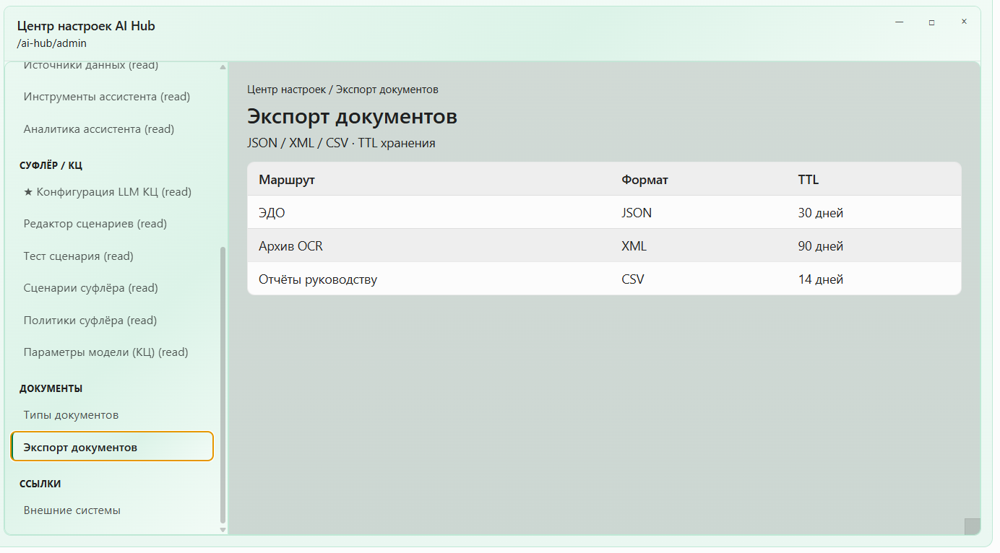 Центр настроек AI Hub
/ai-hub/admin
Источники данных (read)
Инструменты ассистента (read)
Аналитика ассистента (read)
СУФЛЁР / КЦ
★ Конфигурация LLM КЦ (read)
Редактор сценариев (read)
Тест сценария (read)
Сценарии суфлёра (read)
Политики суфлёра (read)
Параметры модели (КЦ) (read)
ДОКУМЕНТЫ
Типы документов
Экспорт документов
ССЫЛКИ
Внешние системы
Центр настроек / Экспорт документов
Экспорт документов
JSON / XML / CSV · TTL хранения
Маршрут Формат TTL
ЭДО JSON 30 дней
Архив OCR XML 90 дней
Отчёты руководству CSV 14 дней